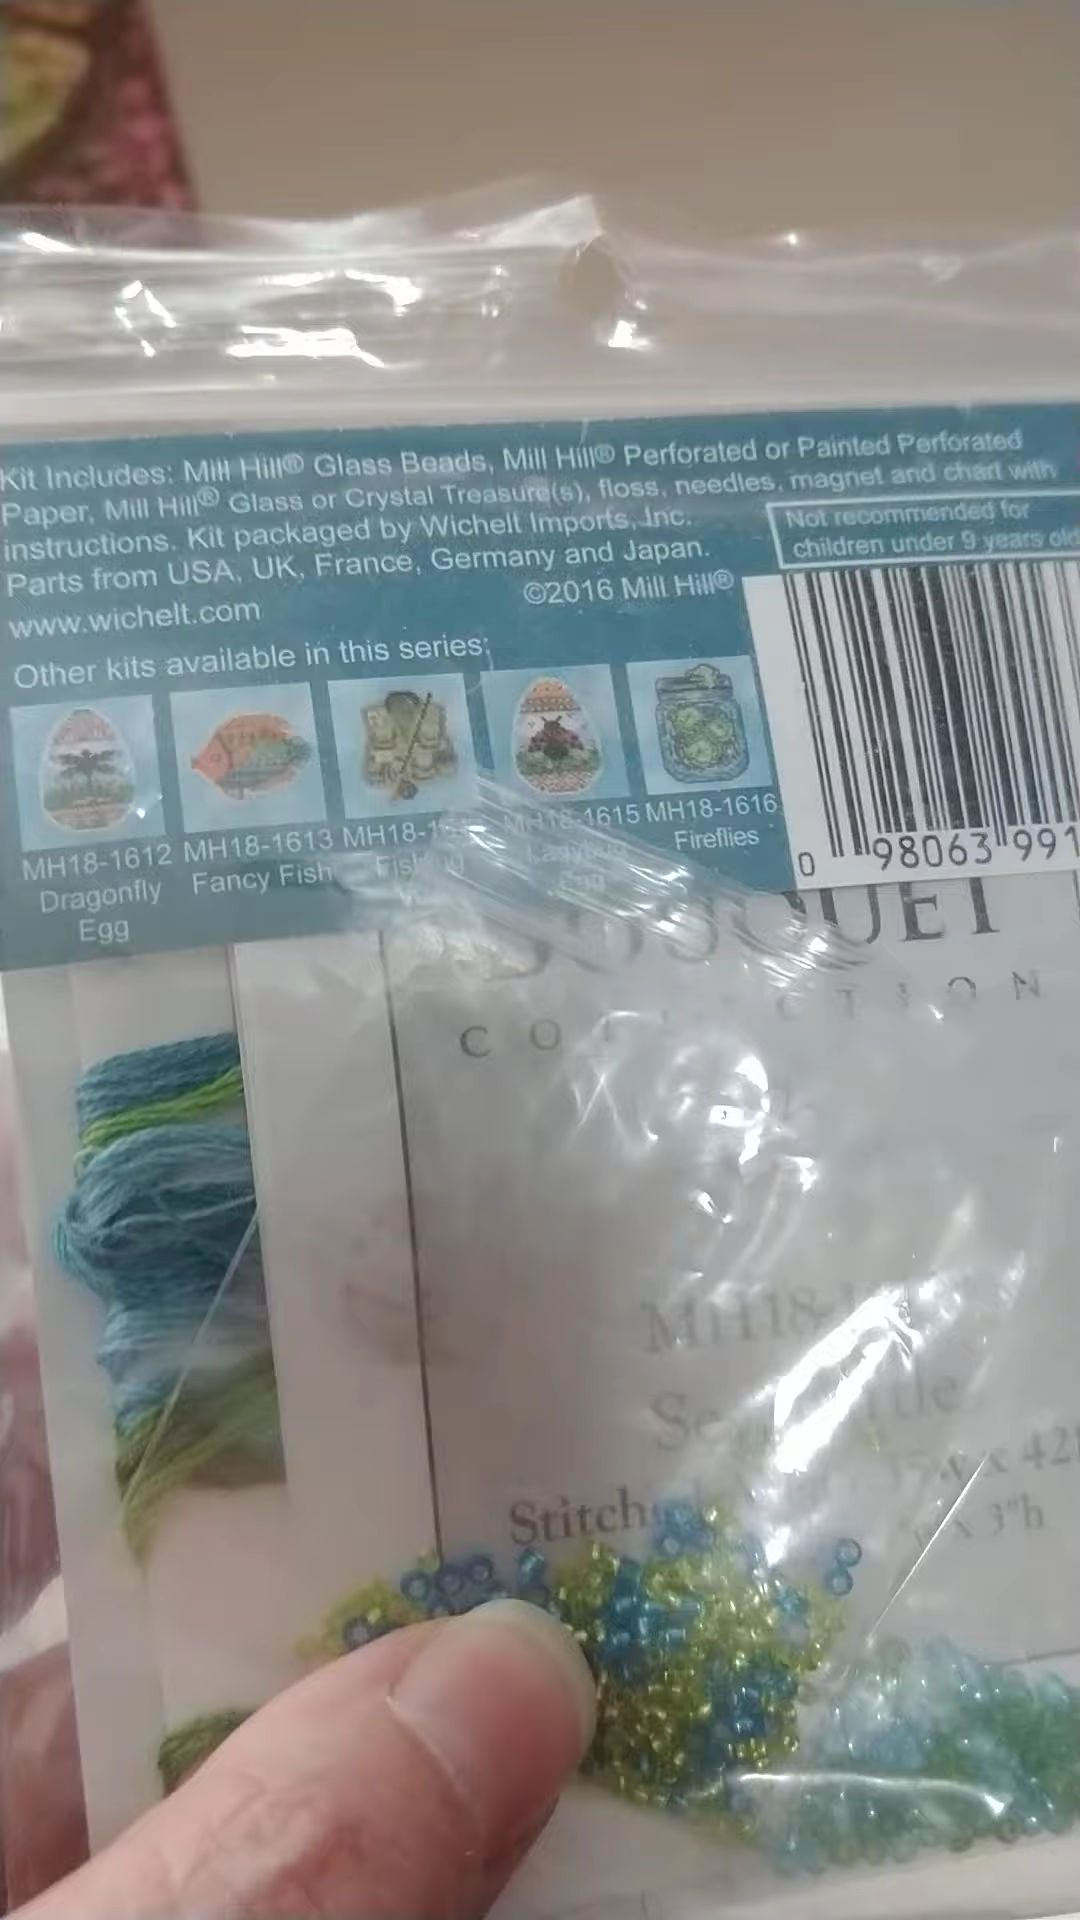 Kit Includes: Mill Hill® Glass Beads, Mill Hill® Perforated or Painted Perforated
Paper, Mill Hill® Glass or Crystal Treasure(s), floss, needles, magnet and chart with
instructions. Kit packaged by Wichelt Imports, Inc.
Parts from USA, UK, France, Germany and Japan.
www.wichelt.com
©2016 Mill Hill®
Not recommended for
children under 9 years old
Other kits available in this series:
MH18-1612
Dragonfly
Egg
MH18-1613
Fancy Fish
MH18-1
MH18-1615
Ladybug
Egg
MH18-1616
Fireflies
0 98063 991
BOUQUET
COLLECTION
MH18-
Stitch
x 42
x 3"h